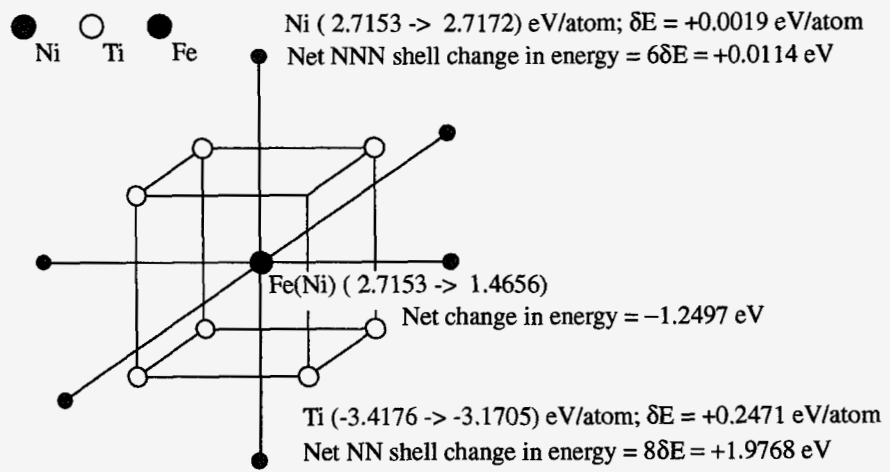 Ni ( 2.7153 -> 2.7172) eV/atom; δE = +0.0019 eV/atom
Ni Ti Fe
Net NNN shell change in energy = 6δE = +0.0114 eV
Fe(Ni) ( 2.7153 -> 1.4656)
Net change in energy = −1.2497 eV
Ti (-3.4176 -> -3.1705) eV/atom; δE = +0.2471 eV/atom
Net NN shell change in energy = 8δE = +1.9768 eV